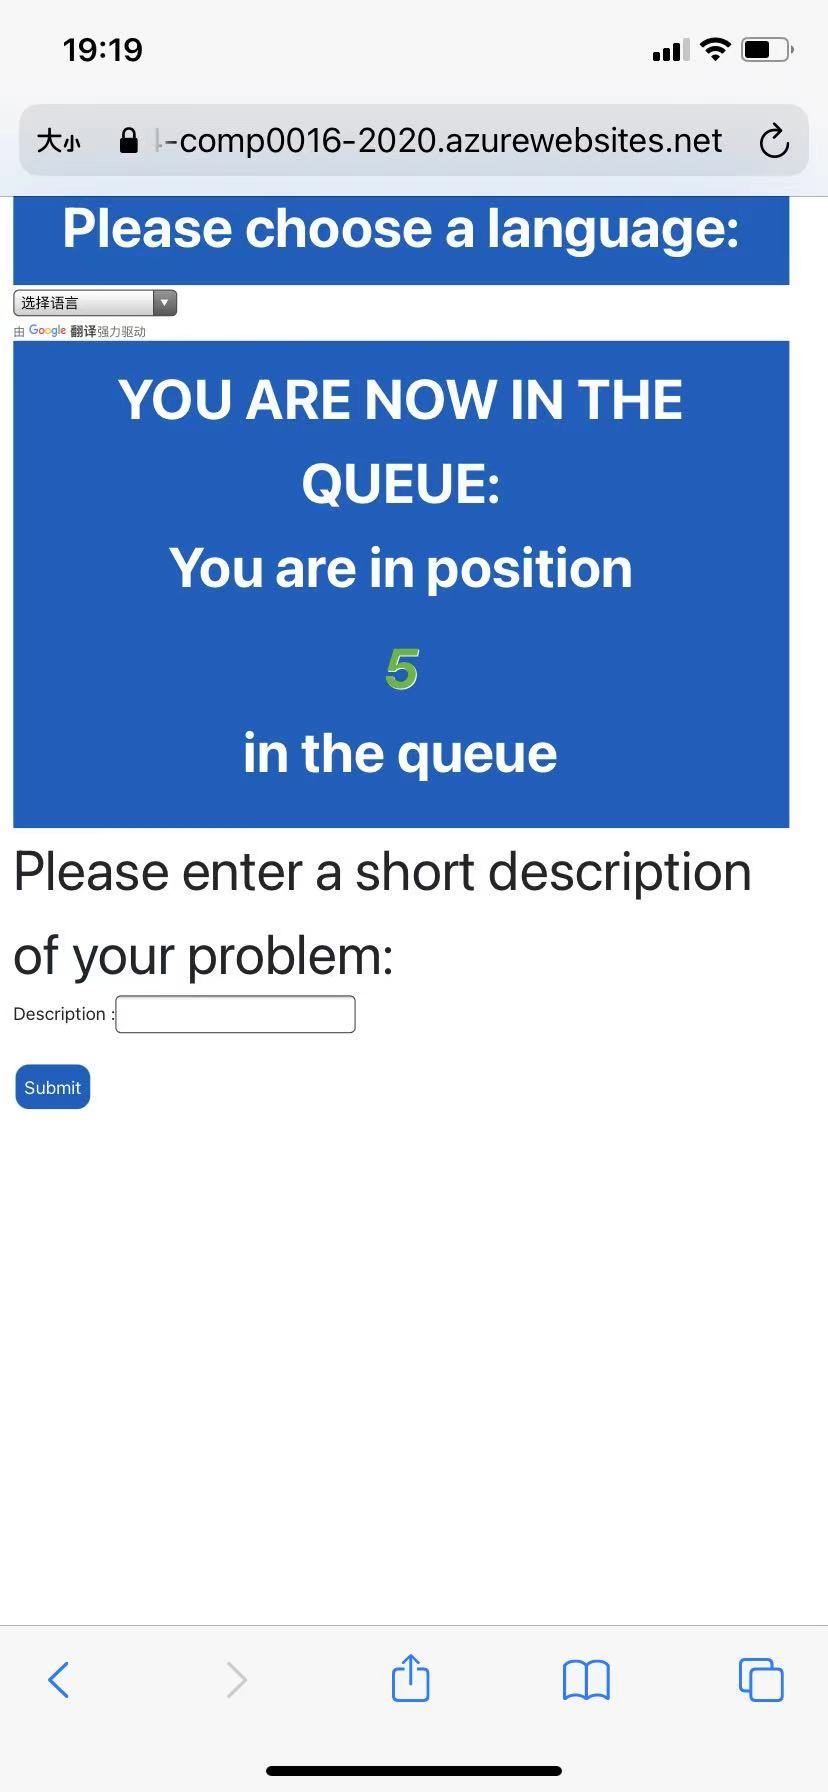 19:19
大小 -comp0016-2020.azurewebsites.net
Please choose a language:
选择语言
由 Google 翻译强力驱动
YOU ARE NOW IN THE
QUEUE:
You are in position
5
in the queue
Please enter a short description
of your problem:
Description :
Submit